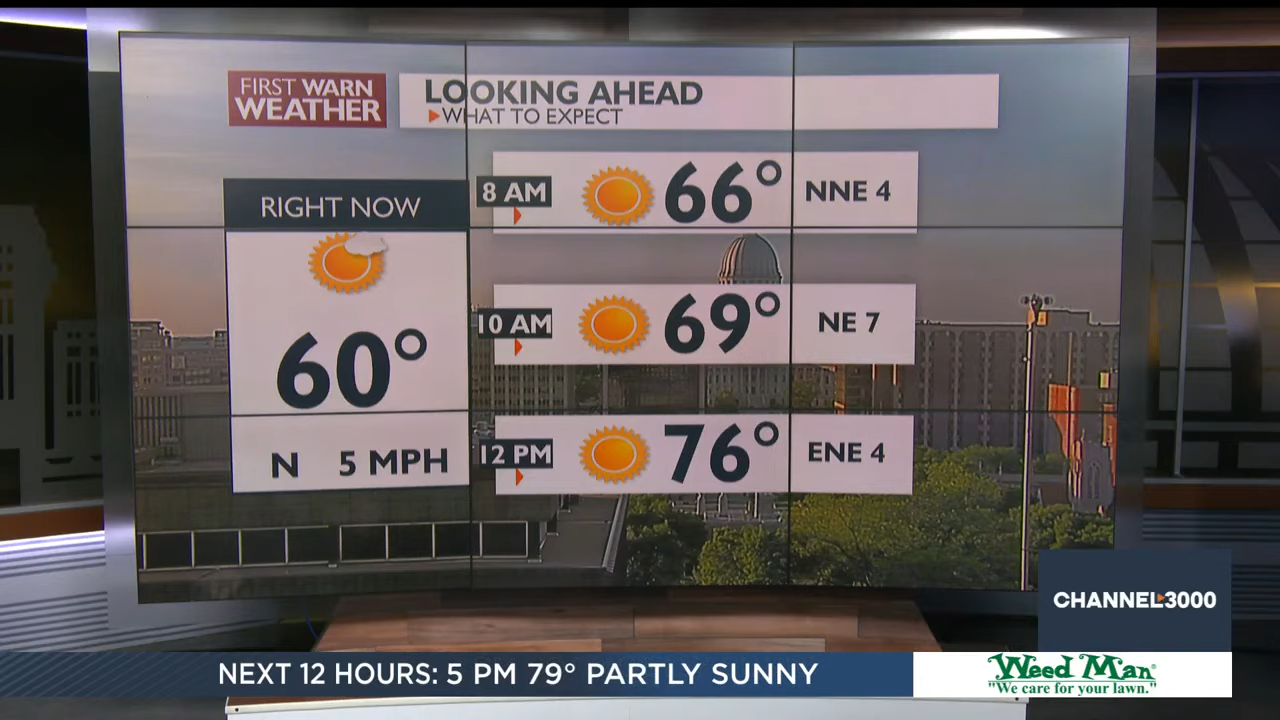 FIRST WARN
WEATHER
LOOKING AHEAD
WHAT TO EXPECT
RIGHT NOW
60°
N 5 MPH
8 AM 66° NNE 4
10 AM 69° NE 7
12 PM 76° ENE 4
CHANNEL3000
NEXT 12 HOURS: 5 PM 79° PARTLY SUNNY
Weed Man®
"We care for your lawn."